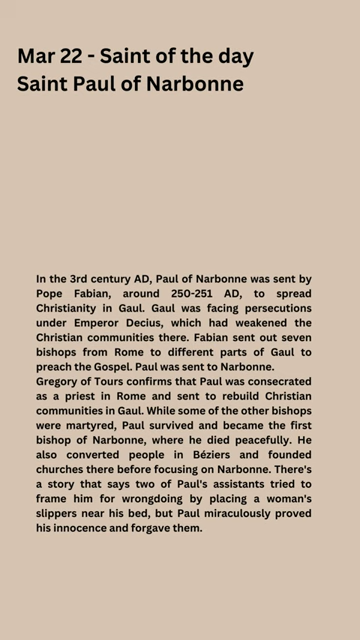 Mar 22 - Saint of the day
Saint Paul of Narbonne
In the 3rd century AD, Paul of Narbonne was sent by
Pope Fabian, around 250-251 AD, to spread
Christianity in Gaul. Gaul was facing persecutions
under Emperor Decius, which had weakened the
Christian communities there. Fabian sent out seven
bishops from Rome to different parts of Gaul to
preach the Gospel. Paul was sent to Narbonne.
Gregory of Tours confirms that Paul was consecrated
as a priest in Rome and sent to rebuild Christian
communities in Gaul. While some of the other bishops
were martyred, Paul survived and became the first
bishop of Narbonne, where he died peacefully. He
also converted people in Béziers and founded
churches there before focusing on Narbonne. There's
a story that says two of Paul's assistants tried to
frame him for wrongdoing by placing a woman's
slippers near his bed, but Paul miraculously proved
his innocence and forgave them.